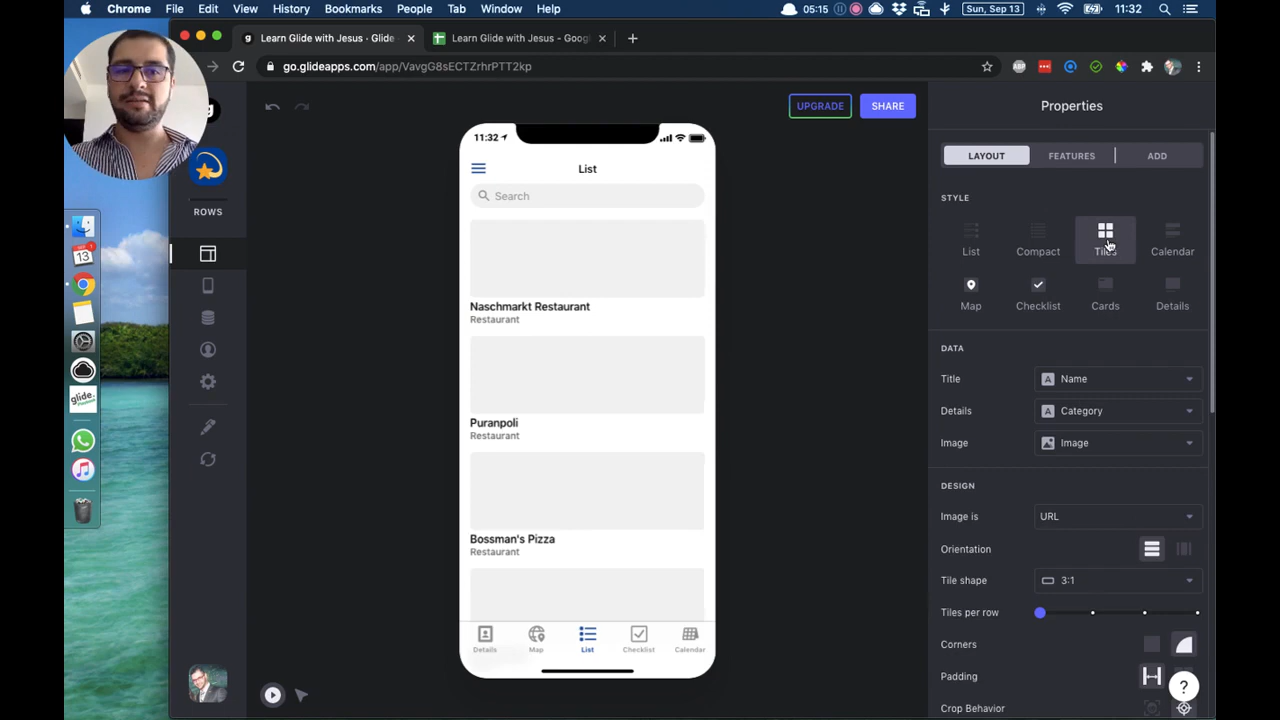 Chrome File Edit View History Bookmarks People Tab Window Help 05:15 Sun, Sep 13 11:32
Learn Glide with Jesus · Glide Learn Glide with Jesus - Goog
go.glideapps.com/app/VavgG8sECTZrhrPTT2kp
UPGRADE SHARE
Properties
LAYOUT FEATURES ADD
ROWS
11:32
List
Search
Naschmarkt Restaurant
Restaurant
Puranpoli
Restaurant
Bossman's Pizza
Restaurant
Details Map List Checklist Calendar
STYLE
List Compact Tiles Calendar
Map Checklist Cards Details
DATA
Title A Name
Details A Category
Image Image
DESIGN
Image is URL
Orientation
Tile shape 3:1
Tiles per row
Corners
Padding
Crop Behavior
?
13
glide